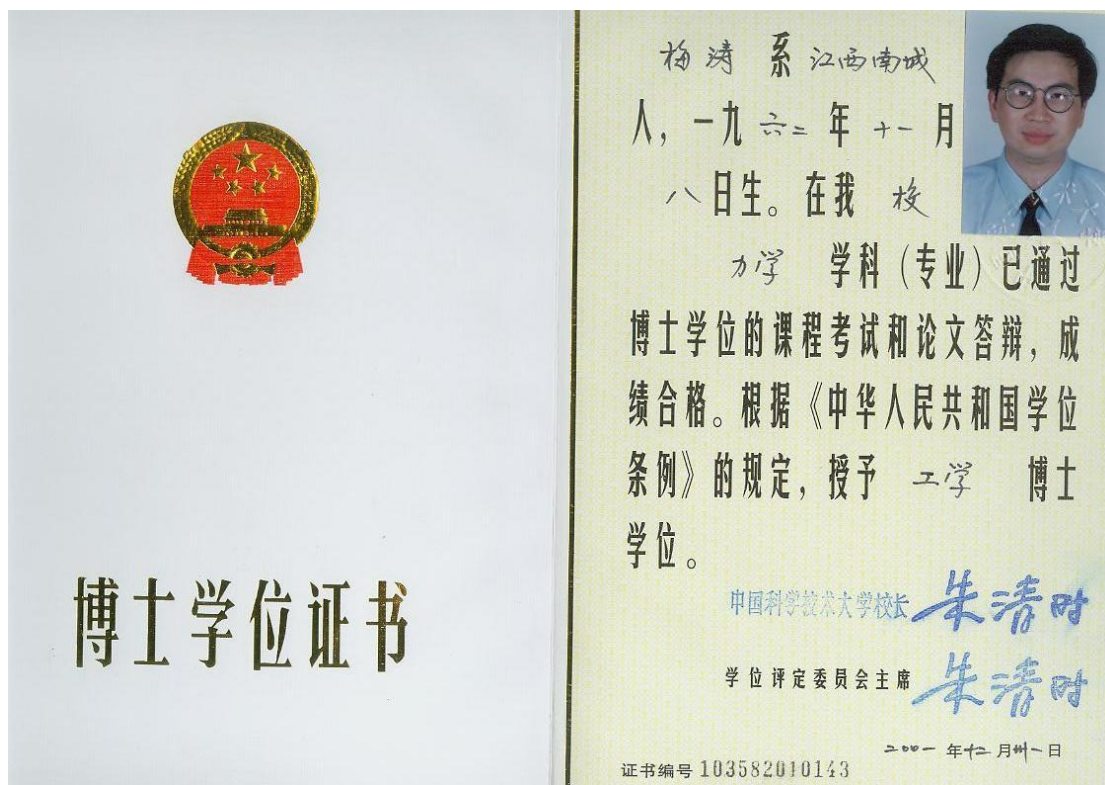 博士学位证书
梅涛 系 江西南城
人，一九六二年十一月
八日生。在我 校
力学 学科（专业）已通过
博士学位的课程考试和论文答辩，成
绩合格。根据《中华人民共和国学位
条例》的规定，授予 工学 博士
学位。
中国科学技术大学校长 朱清时
学位评定委员会主席 朱清时
二〇〇一年十二月卅一日
证书编号 103582010143